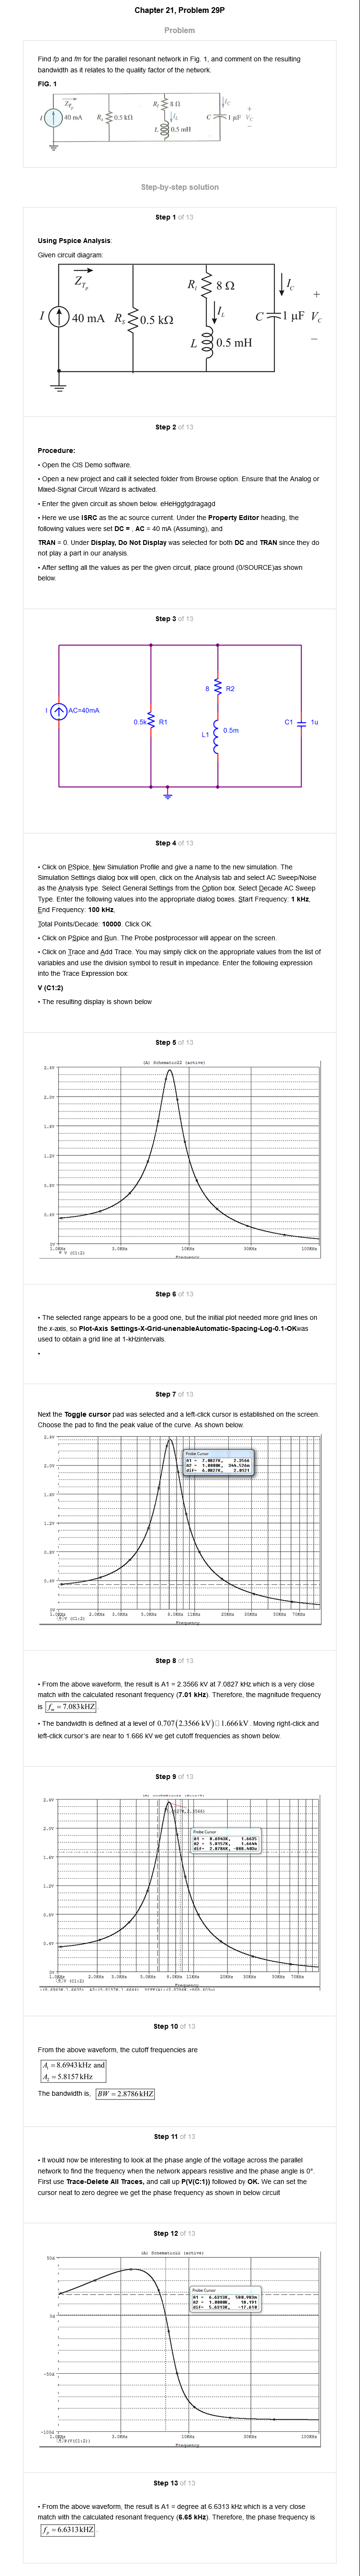 Chapter 21, Problem 29P
Problem
Find fp and fm for the parallel resonant network in Fig. 1, and comment on the resulting
bandwidth as it relates to the quality factor of the network.
FIG. 1
Z_Tp
I 40 mA R_s 0.5 kΩ R_l 8 Ω I_L L 0.5 mH C 1 μF I_C + V_C −
Step-by-step solution
Step 1 of 13
Using Pspice Analysis:
Given circuit diagram:
Z_Tp
I 40 mA R_s 0.5 kΩ R_l 8 Ω I_L L 0.5 mH C 1 μF I_C + V_C −
Step 2 of 13
Procedure:
• Open the CIS Demo software.
• Open a new project and call it selected folder from Browse option. Ensure that the Analog or
Mixed-Signal Circuit Wizard is activated.
• Enter the given circuit as shown below. eHeHggtgdragagd
• Here we use ISRC as the ac source current. Under the Property Editor heading, the
following values were set DC = , AC = 40 mA (Assuming), and
TRAN = 0. Under Display, Do Not Display was selected for both DC and TRAN since they do
not play a part in our analysis.
• After setting all the values as per the given circuit, place ground (0/SOURCE)as shown
below.
Step 3 of 13
I AC=40mA 0.5k R1 8 R2 L1 0.5m C1 1u
Step 4 of 13
• Click on PSpice, New Simulation Profile and give a name to the new simulation. The
Simulation Settings dialog box will open, click on the Analysis tab and select AC Sweep/Noise
as the Analysis type. Select General Settings from the Option box. Select Decade AC Sweep
Type. Enter the following values into the appropriate dialog boxes. Start Frequency: 1 kHz,
End Frequency: 100 kHz,
Total Points/Decade: 10000. Click OK.
• Click on PSpice and Run. The Probe postprocessor will appear on the screen.
• Click on Trace and Add Trace. You may simply click on the appropriate values from the list of
variables and use the division symbol to result in impedance. Enter the following expression
into the Trace Expression box:
V (C1:2)
• The resulting display is shown below
Step 5 of 13
(A) Schematic22 (active)
2.4V
2.0V
1.6V
1.2V
0.8V
0.4V
0V
1.0KHz 3.0KHz 10KHz 30KHz 100KHz
V (C1:2)
Frequency
Step 6 of 13
• The selected range appears to be a good one, but the initial plot needed more grid lines on
the x-axis, so Plot-Axis Settings-X-Grid-unenableAutomatic-Spacing-Log-0.1-OKwas
used to obtain a grid line at 1-kHzintervals.
•
Step 7 of 13
Next the Toggle cursor pad was selected and a left-click cursor is established on the screen.
Choose the pad to find the peak value of the curve. As shown below.
2.4V
2.0V
1.6V
1.2V
0.8V
0.4V
0V
Probe Cursor
A1 = 7.0827K, 2.3566
A2 = 1.0000K, 344.526m
dif= 6.0827K, 2.0121
1.0KHz 2.0KHz 3.0KHz 5.0KHz 8.0KHz 11KHz 20KHz 30KHz 50KHz 70KHz
V (C1:2)
Frequency
Step 8 of 13
• From the above waveform, the result is A1 = 2.3566 kV at 7.0827 kHz which is a very close
match with the calculated resonant frequency (7.01 kHz). Therefore, the magnitude frequency
is f_m = 7.083 kHZ.
• The bandwidth is defined at a level of 0.707(2.3566 kV)□ 1.666 kV. Moving right-click and
left-click cursor's are near to 1.666 kV we get cutoff frequencies as shown below.
Step 9 of 13
2.4V
2.0V
1.6V
1.2V
0.8V
0.4V
0V
Probe Cursor
A1 = 8.6943K, 1.6635
A2 = 5.8157K, 1.6644
1.0KHz 2.0KHz 3.0KHz 5.0KHz 8.0KHz 11KHz 20KHz 30KHz 50KHz 70KHz
V (C1:2)
Frequency
Step 10 of 13
From the above waveform, the cutoff frequencies are
A₁ = 8.6943 kHz and
A₂ = 5.8157 kHz
The bandwidth is, BW = 2.8786 kHZ
Step 11 of 13
• It would now be interesting to look at the phase angle of the voltage across the parallel
network to find the frequency when the network appears resistive and the phase angle is 0°.
First use Trace-Delete All Traces, and call up P(V(C:1)) followed by OK. We can set the
cursor neat to zero degree we get the phase frequency as shown in below circuit
Step 12 of 13
(A) Schematic22 (active)
50d
0d
-50d
-100d
Probe Cursor
A1 = 6.6313K,
A2 = 1.0000K, 18.191
dif= 5.6313K,
1.0KHz 3.0KHz 10KHz 30KHz 100KHz
P(V(C1:2))
Frequency
Step 13 of 13
• From the above waveform, the result is A1 = degree at 6.6313 kHz which is a very close
match with the calculated resonant frequency (6.65 kHz). Therefore, the phase frequency is
f_p = 6.6313 kHZ.